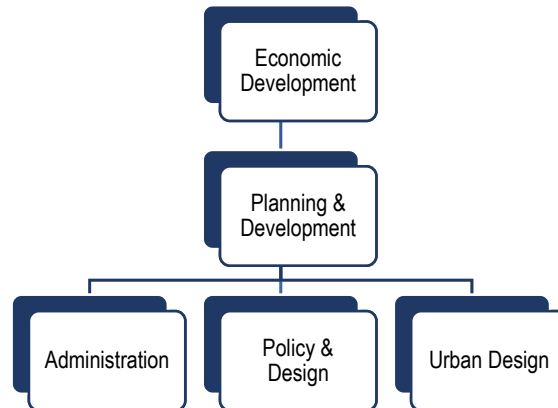 Economic
Development
Planning &
Development
Administration
Policy &
Design
Urban Design